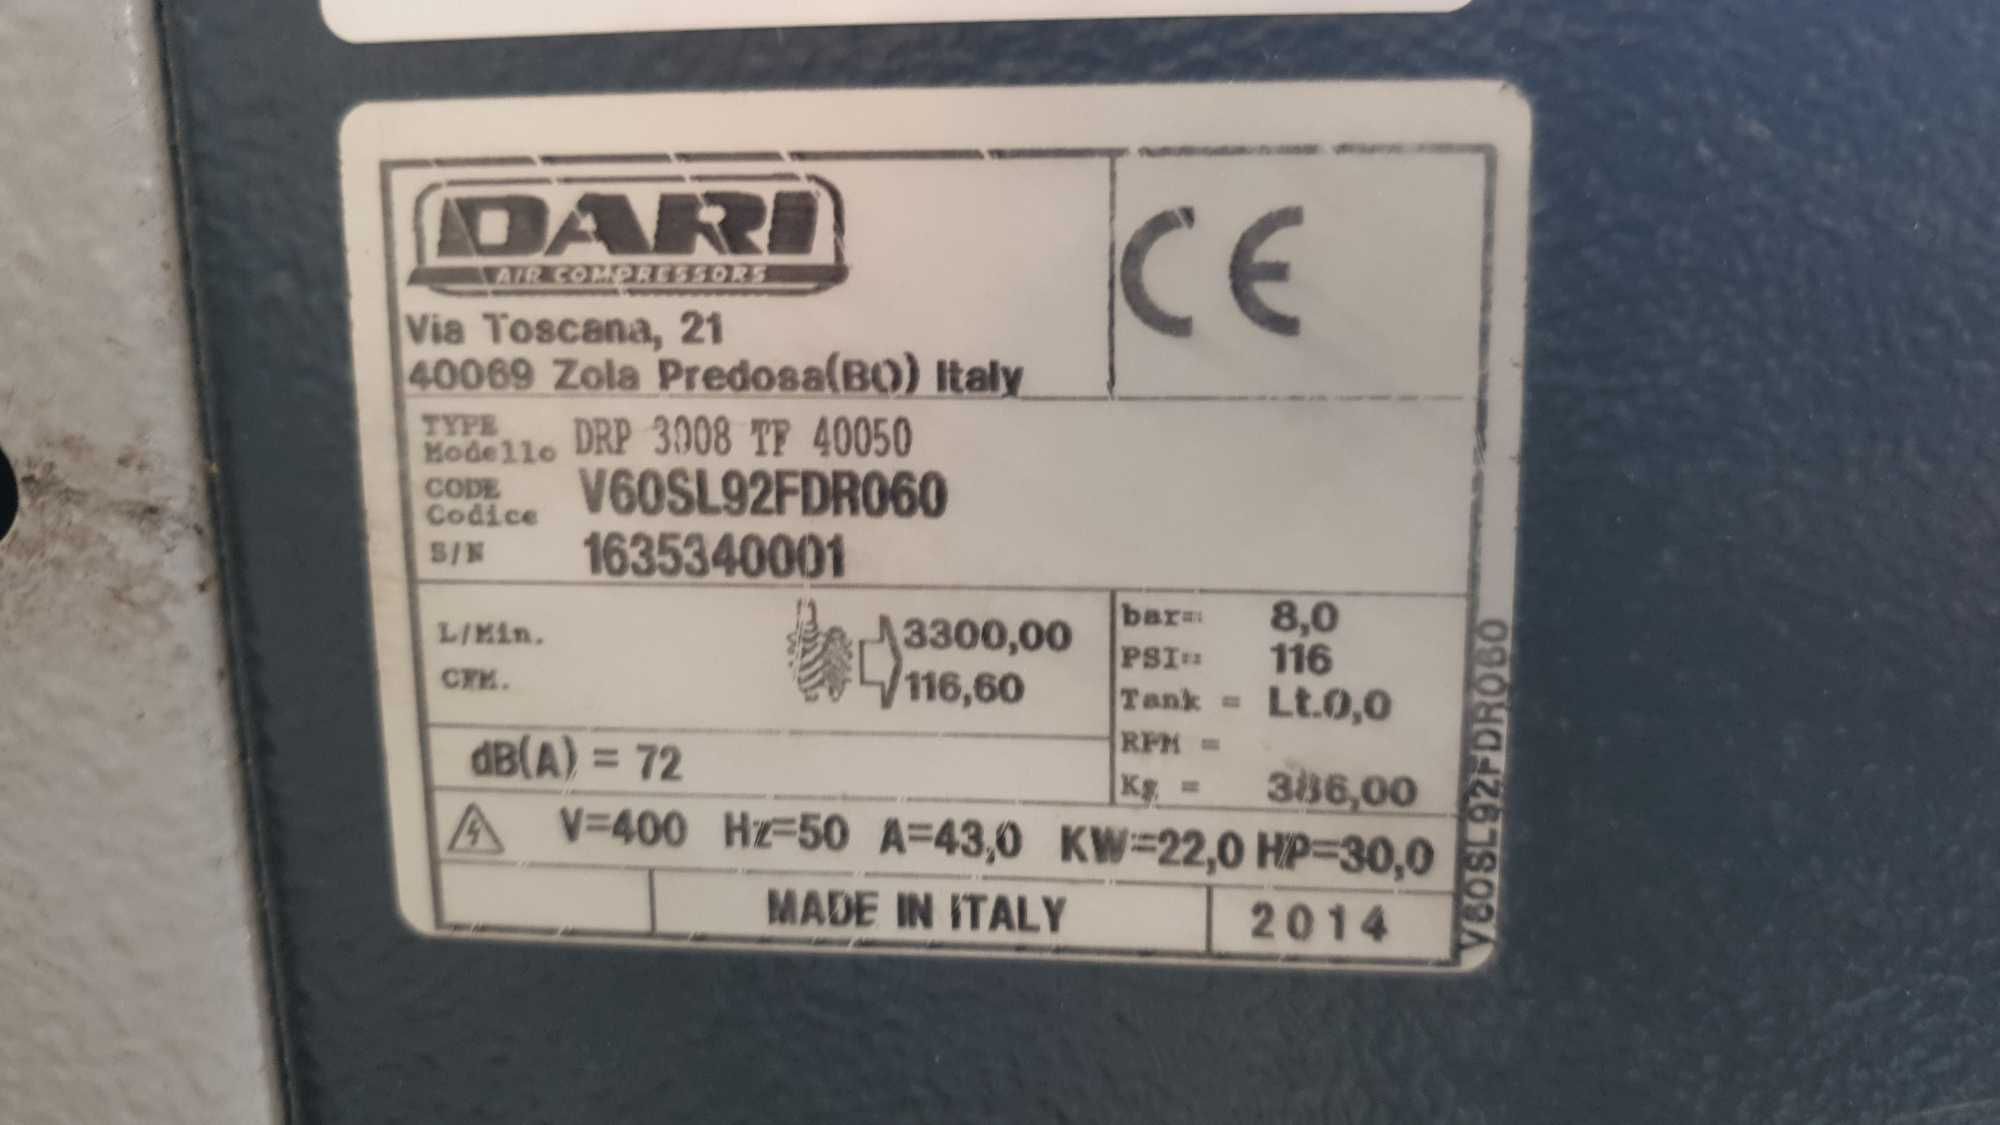 DARI
AIR COMPRESSORS
CE
Via Toscana, 21
40069 Zola Predosa(BO) Italy
TYPE
Modello
DRP 3008 TF 40050
CODE
Codice
V60SL92FDR060
S/N
1635340001
L/Min.
3300,00
CFM.
116,60
bar= 8,0
PSI= 116
Tank = Lt.0,0
RPM =
Kg =
dB(A) = 72
V=400 Hz=50 A=43,0 KW=22,0 HP=30,0
MADE IN ITALY
2014
V60SL92FDR060